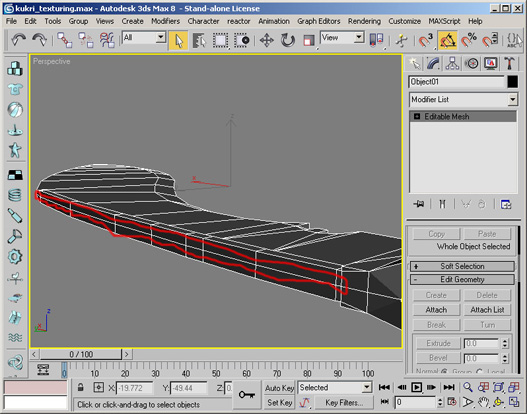 kukri_texturing.max - Autodesk 3ds Max 8 - Stand-alone License
File Edit Tools Group Views Create Modifiers Character reactor Animation Graph Editors Rendering Customize MAXScript Help
All View
Perspective
Object01
Modifier List
Editable Mesh
Copy Paste
Whole Object Selected
+ Soft Selection
- Edit Geometry
Create Delete
Attach Attach List
Break Turn
Extrude 0.0
Bevel 0.0
Normal Group Local
x
z
x
0 / 100
0 10 20 30 40 50 60 70 80 90 100
X: -19.772 Y: -49.44 Z: 0
Auto Key Selected
Set Key Key Filters...
0
Click or click-and-drag to select objects